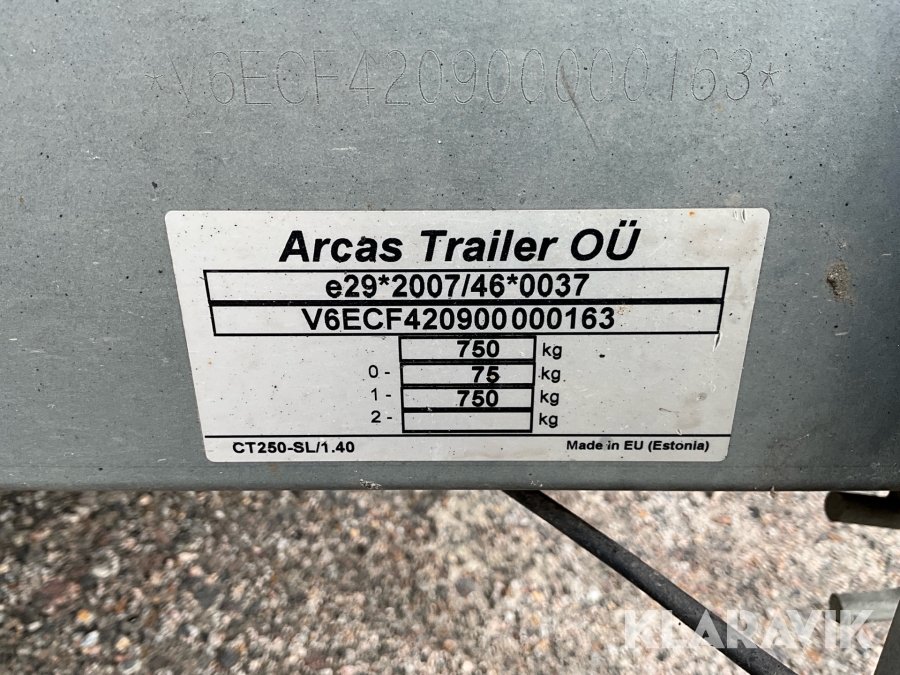 *V6ECF420900000163*
Arcas Trailer OÜ
e29*2007/46*0037
V6ECF420900000163
750 kg
0 - 75 kg
1 - 750 kg
2 - kg
CT250-SL/1.40 Made in EU (Estonia)
KLARAVIK